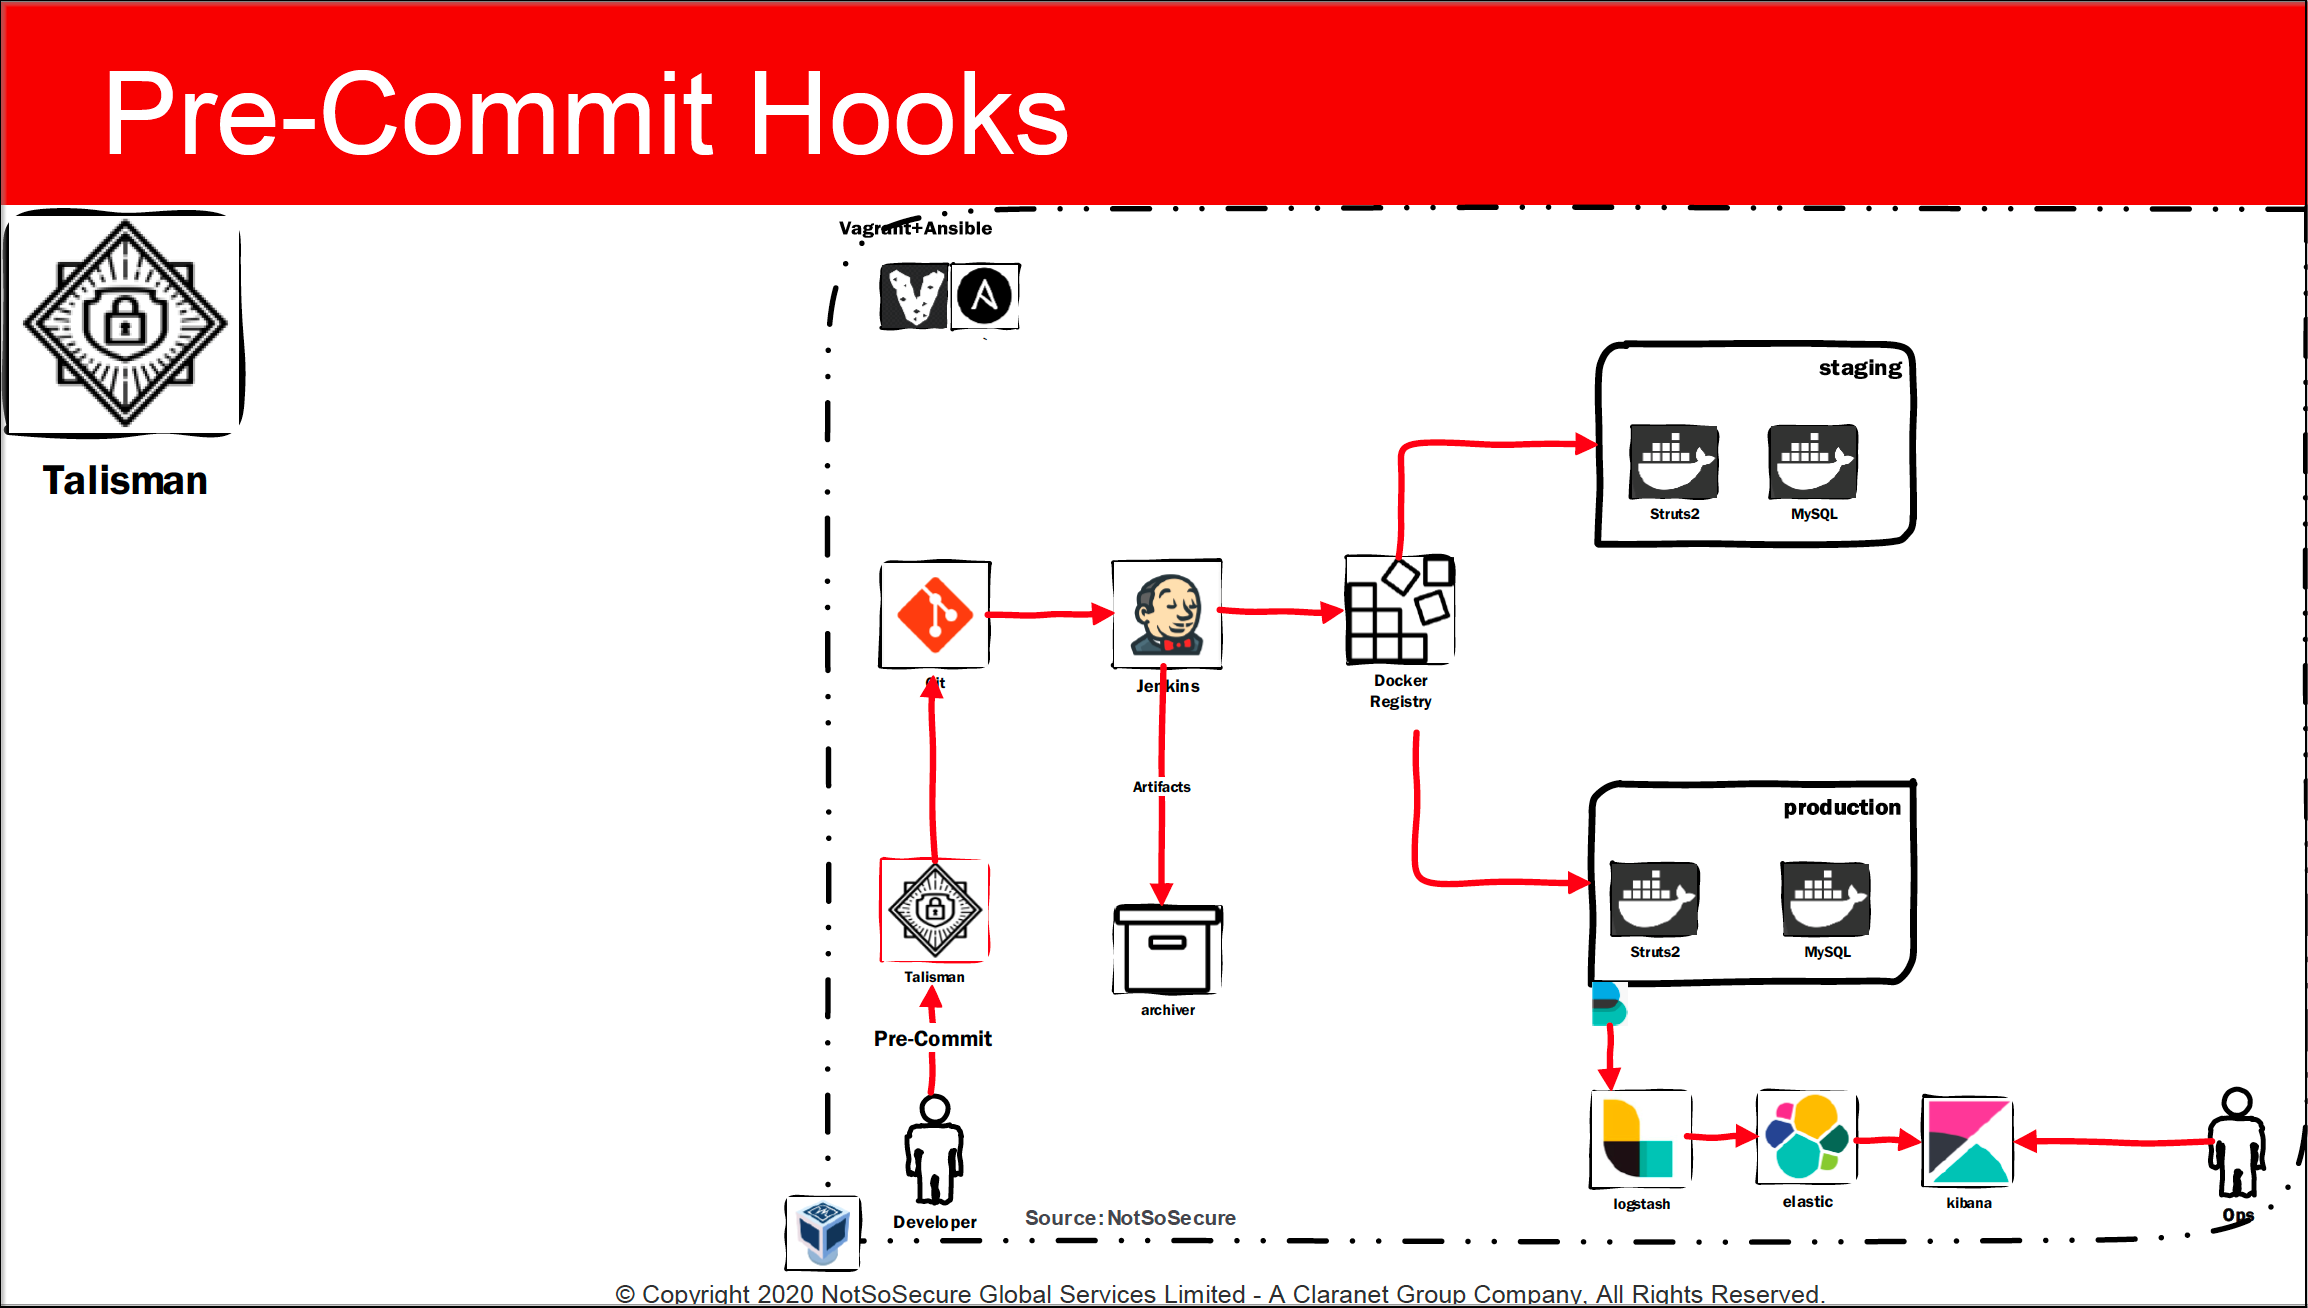 Pre-Commit Hooks
Talisman
Vagrant+Ansible
staging
Struts2
MySQL
Git
Jenkins
Docker
Registry
Artifacts
production
Struts2
MySQL
Talisman
archiver
Pre-Commit
Developer
Source: NotSoSecure
logstash
elastic
kibana
Ops
© Copyright 2020 NotSoSecure Global Services Limited - A Claranet Group Company, All Rights Reserved.